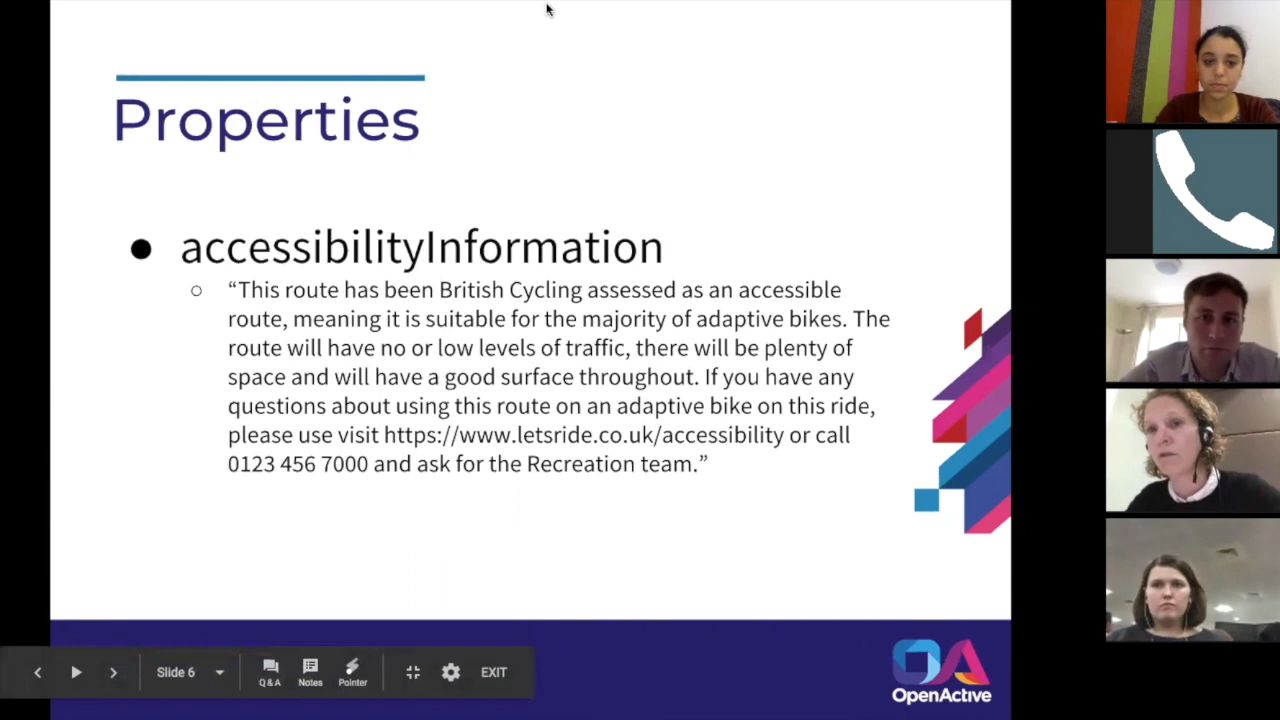 Properties
● accessibilityInformation
○ “This route has been British Cycling assessed as an accessible
route, meaning it is suitable for the majority of adaptive bikes. The
route will have no or low levels of traffic, there will be plenty of
space and will have a good surface throughout. If you have any
questions about using this route on an adaptive bike on this ride,
please use visit https://www.letsride.co.uk/accessibility or call
0123 456 7000 and ask for the Recreation team.”
Slide 6
Q & A
Notes
Pointer
EXIT
OA
OpenActive